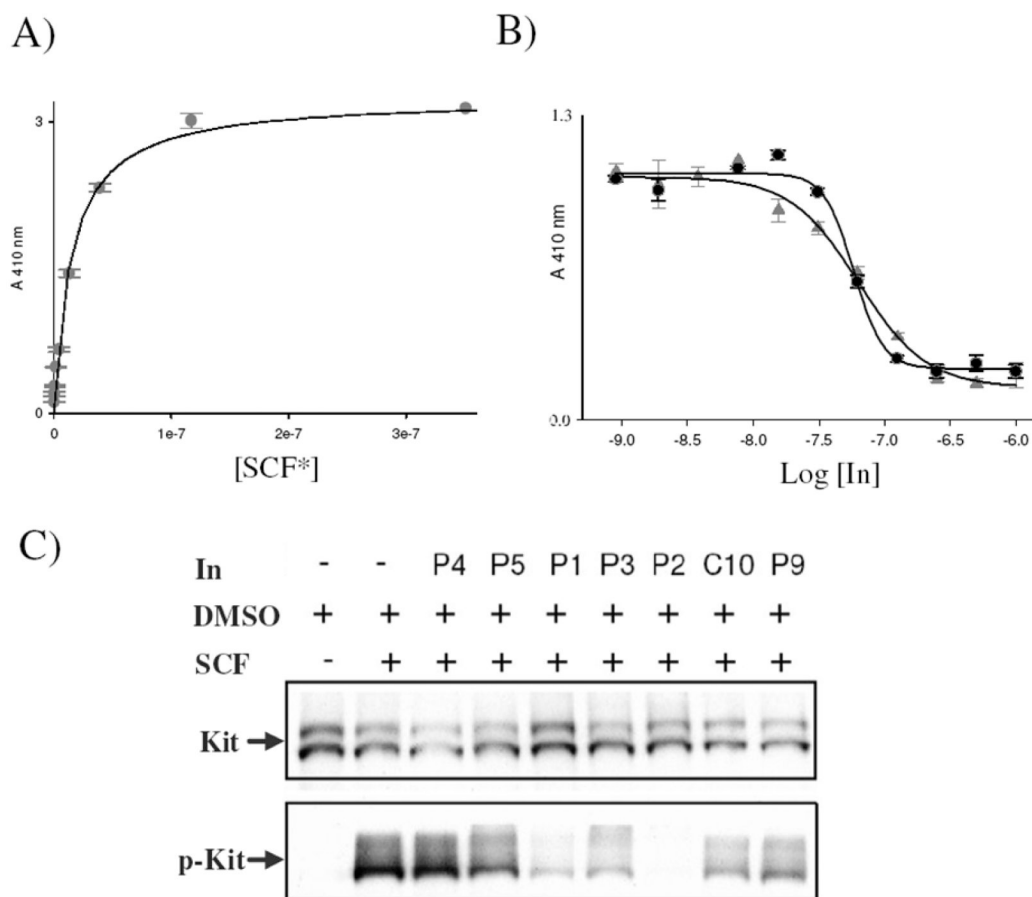 A)
3
A 410 nm
0
0 1e-7 2e-7 3e-7
[SCF*]
B)
1.3
A 410 nm
0.0
-9.0 -8.5 -8.0 -7.5 -7.0 -6.5 -6.0
Log [In]
C)
In - - P4 P5 P1 P3 P2 C10 P9
DMSO + + + + + + + + +
SCF - + + + + + + + +
Kit
p-Kit